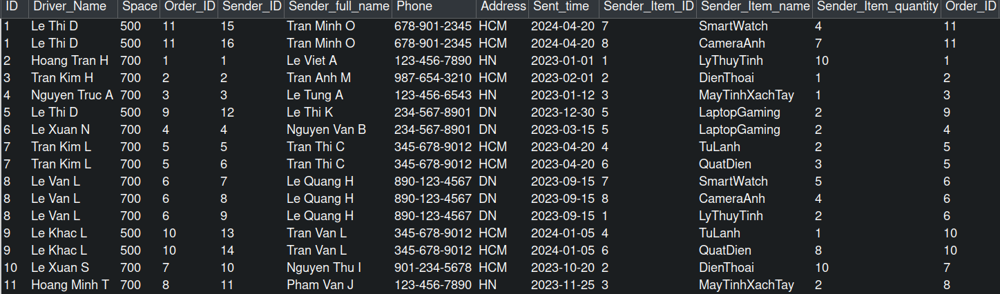 ID Driver_Name Space Order_ID Sender_ID Sender_full_name Phone Address Sent_time Sender_Item_ID Sender_Item_name Sender_Item_quantity Order_ID
1 Le Thi D 500 11 15 Tran Minh O 678-901-2345 HCM 2024-04-20 7 SmartWatch 4 11
1 Le Thi D 500 11 16 Tran Minh O 678-901-2345 HCM 2024-04-20 8 CameraAnh 7 11
2 Hoang Tran H 700 1 1 Le Viet A 123-456-7890 HN 2023-01-01 1 LyThuyTinh 10 1
3 Tran Kim H 700 2 2 Tran Anh M 987-654-3210 HCM 2023-02-01 2 DienThoai 1 2
4 Nguyen Truc A 700 3 3 Le Tung A 123-456-6543 HN 2023-01-12 3 MayTinhXachTay 1 3
5 Le Thi D 500 9 12 Le Thi K 234-567-8901 DN 2023-12-30 5 LaptopGaming 2 9
6 Le Xuan N 700 4 4 Nguyen Van B 234-567-8901 DN 2023-03-15 5 LaptopGaming 2 4
7 Tran Kim L 700 5 5 Tran Thi C 345-678-9012 HCM 2023-04-20 4 TuLanh 2 5
7 Tran Kim L 700 5 6 Tran Thi C 345-678-9012 HCM 2023-04-20 6 QuatDien 3 5
8 Le Van L 700 6 7 Le Quang H 890-123-4567 DN 2023-09-15 7 SmartWatch 5 6
8 Le Van L 700 6 8 Le Quang H 890-123-4567 DN 2023-09-15 8 CameraAnh 4 6
8 Le Van L 700 6 9 Le Quang H 890-123-4567 DN 2023-09-15 1 LyThuyTinh 2 6
9 Le Khac L 500 10 13 Tran Van L 345-678-9012 HCM 2024-01-05 4 TuLanh 1 10
9 Le Khac L 500 10 14 Tran Van L 345-678-9012 HCM 2024-01-05 6 QuatDien 8 10
10 Le Xuan S 700 7 10 Nguyen Thu I 901-234-5678 HCM 2023-10-20 2 DienThoai 10 7
11 Hoang Minh T 700 8 11 Pham Van J 123-456-7890 HN 2023-11-25 3 MayTinhXachTay 2 8